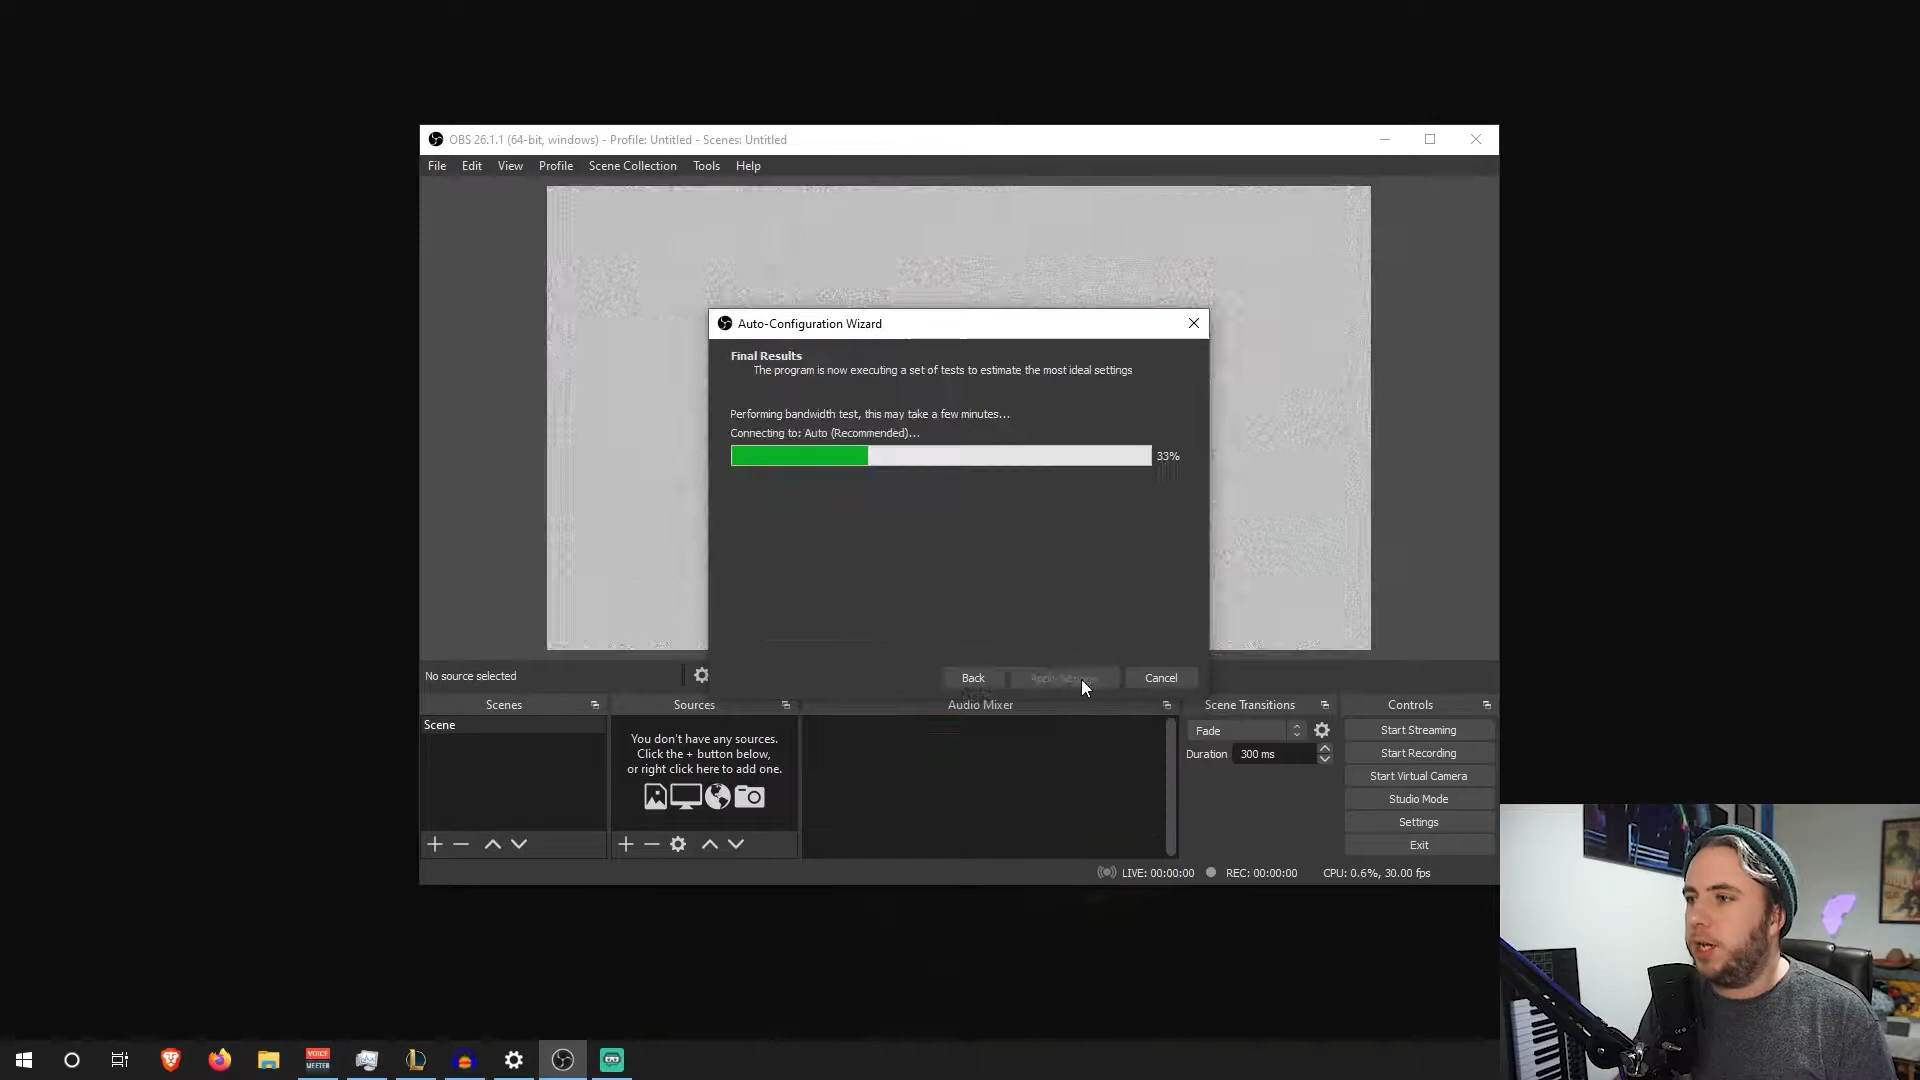 OBS 26.1.1 (64-bit, windows) - Profile: Untitled - Scenes: Untitled
File Edit View Profile Scene Collection Tools Help
Auto-Configuration Wizard
Final Results
The program is now executing a set of tests to estimate the most ideal settings
Performing bandwidth test, this may take a few minutes...
Connecting to: Auto (Recommended)...
33%
Back Cancel
No source selected
Scenes Sources Audio Mixer Scene Transitions Controls
Scene
You don't have any sources.
Click the + button below,
or right click here to add one.
Fade
Duration 300 ms
Start Streaming
Start Recording
Start Virtual Camera
Studio Mode
Settings
Exit
LIVE: 00:00:00 REC: 00:00:00 CPU: 0.6%, 30.00 fps
VOICE
MEETER